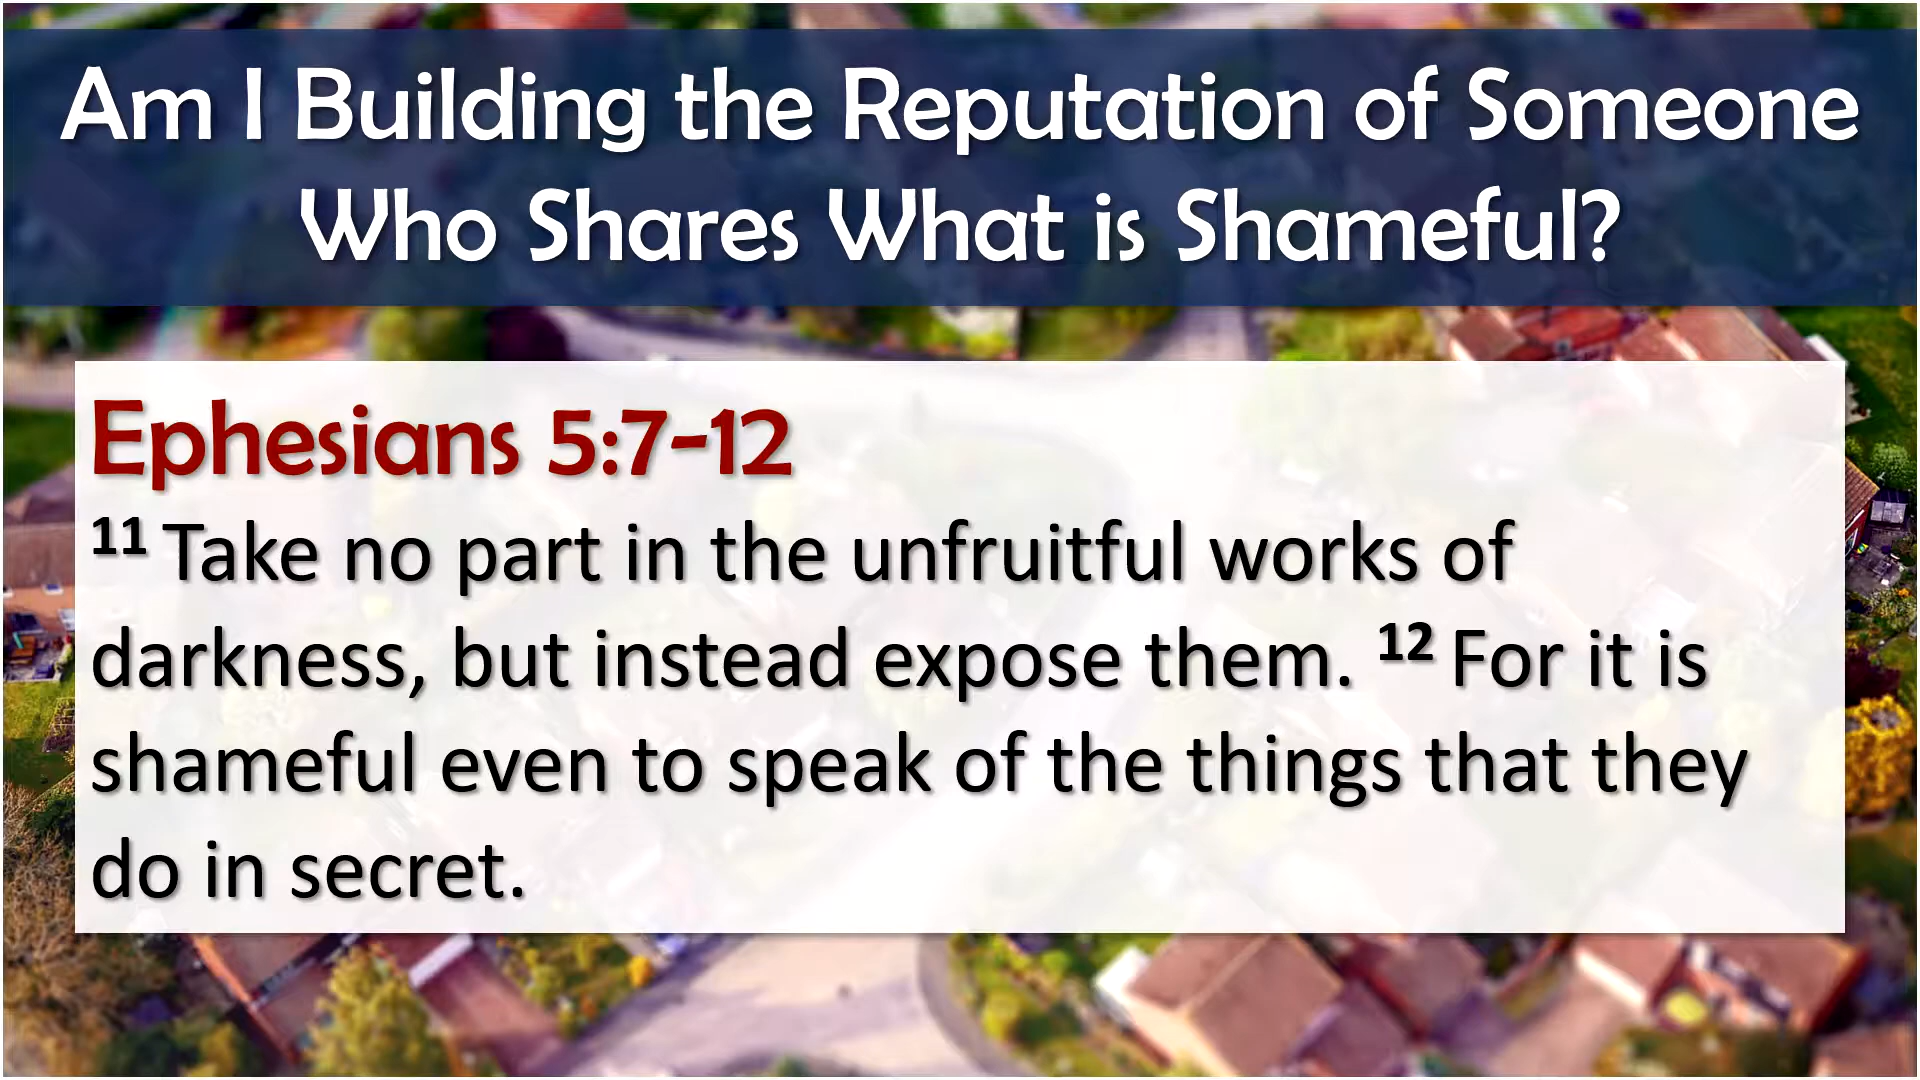 Am I Building the Reputation of Someone
Who Shares What is Shameful?
Ephesians 5:7-12
11 Take no part in the unfruitful works of
darkness, but instead expose them. 12 For it is
shameful even to speak of the things that they
do in secret.